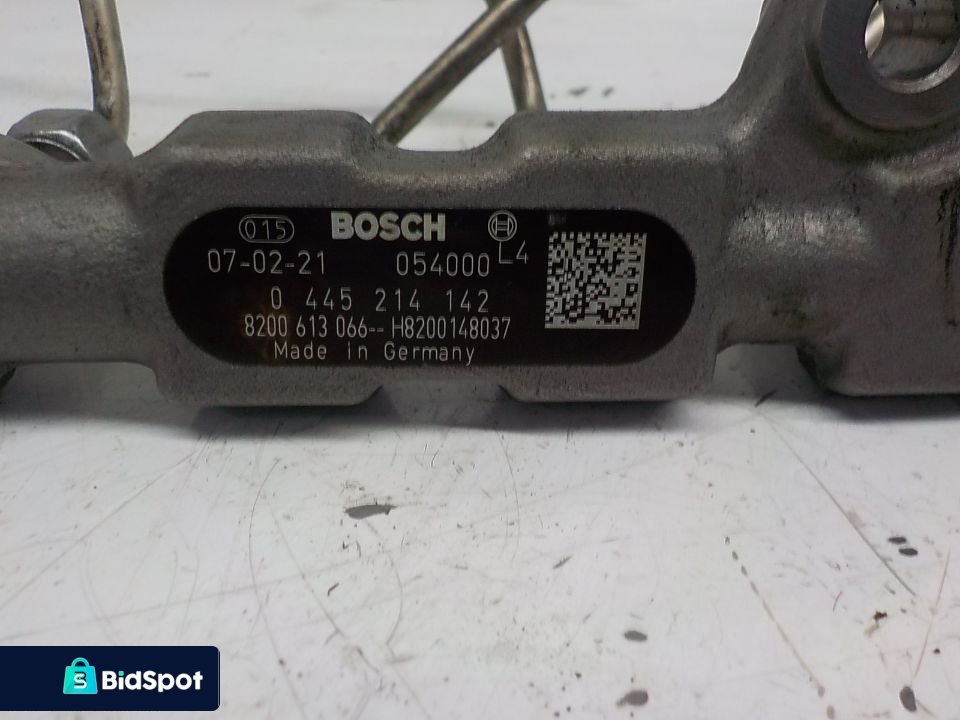 015 BOSCH
07-02-21 054000 L4
0 445 214 142
8200 613 066-- H8200148037
Made in Germany
S BidSpot